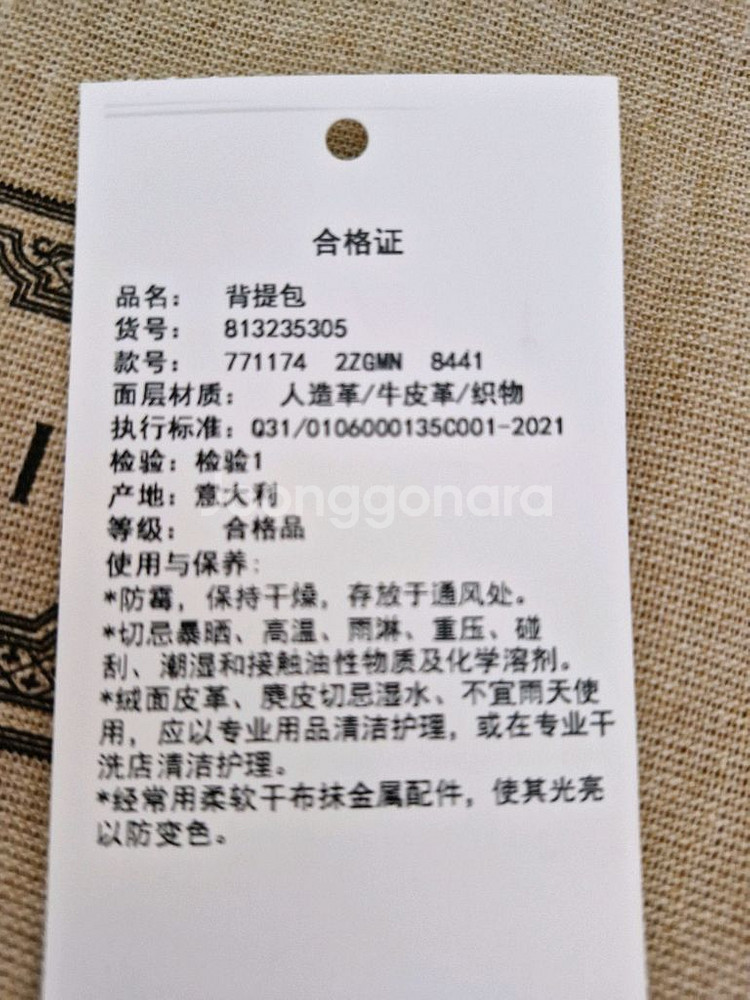 合格证
品名： 背提包
货号： 813235305
款号： 771174 2ZGMN 8441
面层材质： 人造革/牛皮革/织物
执行标准：Q31/0106000135C001-2021
检验：检验1
产地：意大利
等级： 合格品
使用与保养：
*防霉，保持干燥，存放于通风处。
*切忌暴晒、高温、雨淋、重压、碰
刮、潮湿和接触油性物质及化学溶剂。
*绒面皮革、麂皮切忌湿水、不宜雨天使
用，应以专业用品清洁护理，或在专业干
洗店清洁护理。
*经常用柔软干布抹金属配件，使其光亮
以防变色。